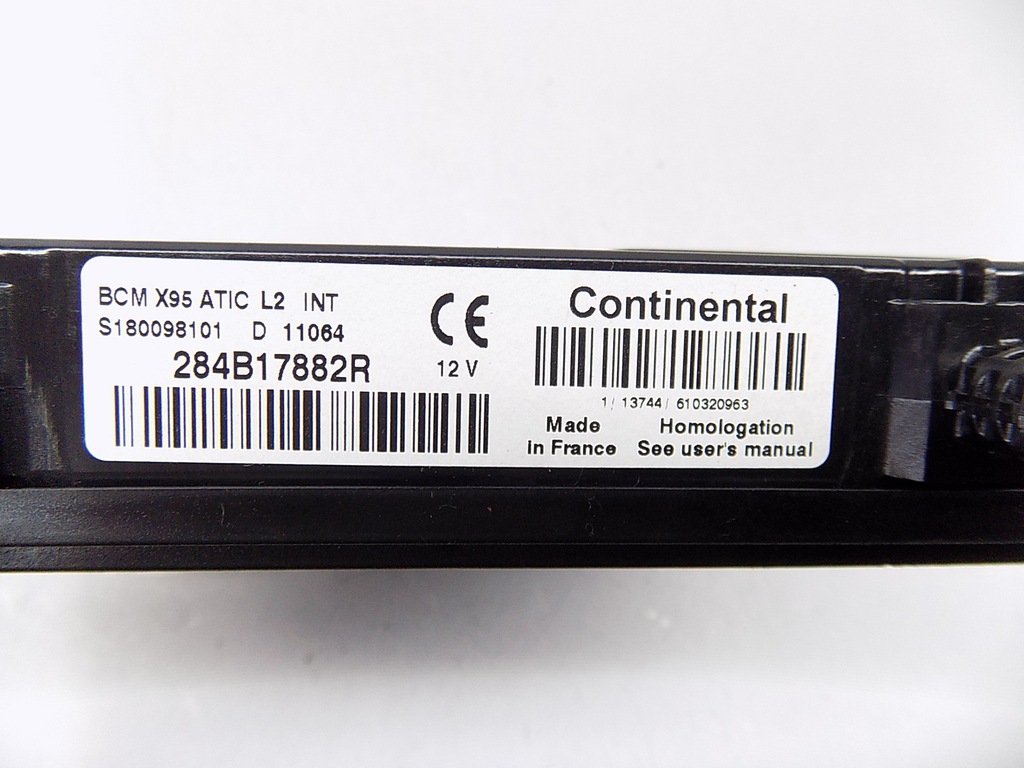 BCM X95 ATIC L2 INT
S180098101 D 11064
284B17882R
CE
12 V
Continental
1/ 13744/ 610320963
Made
in France
Homologation
See user's manual